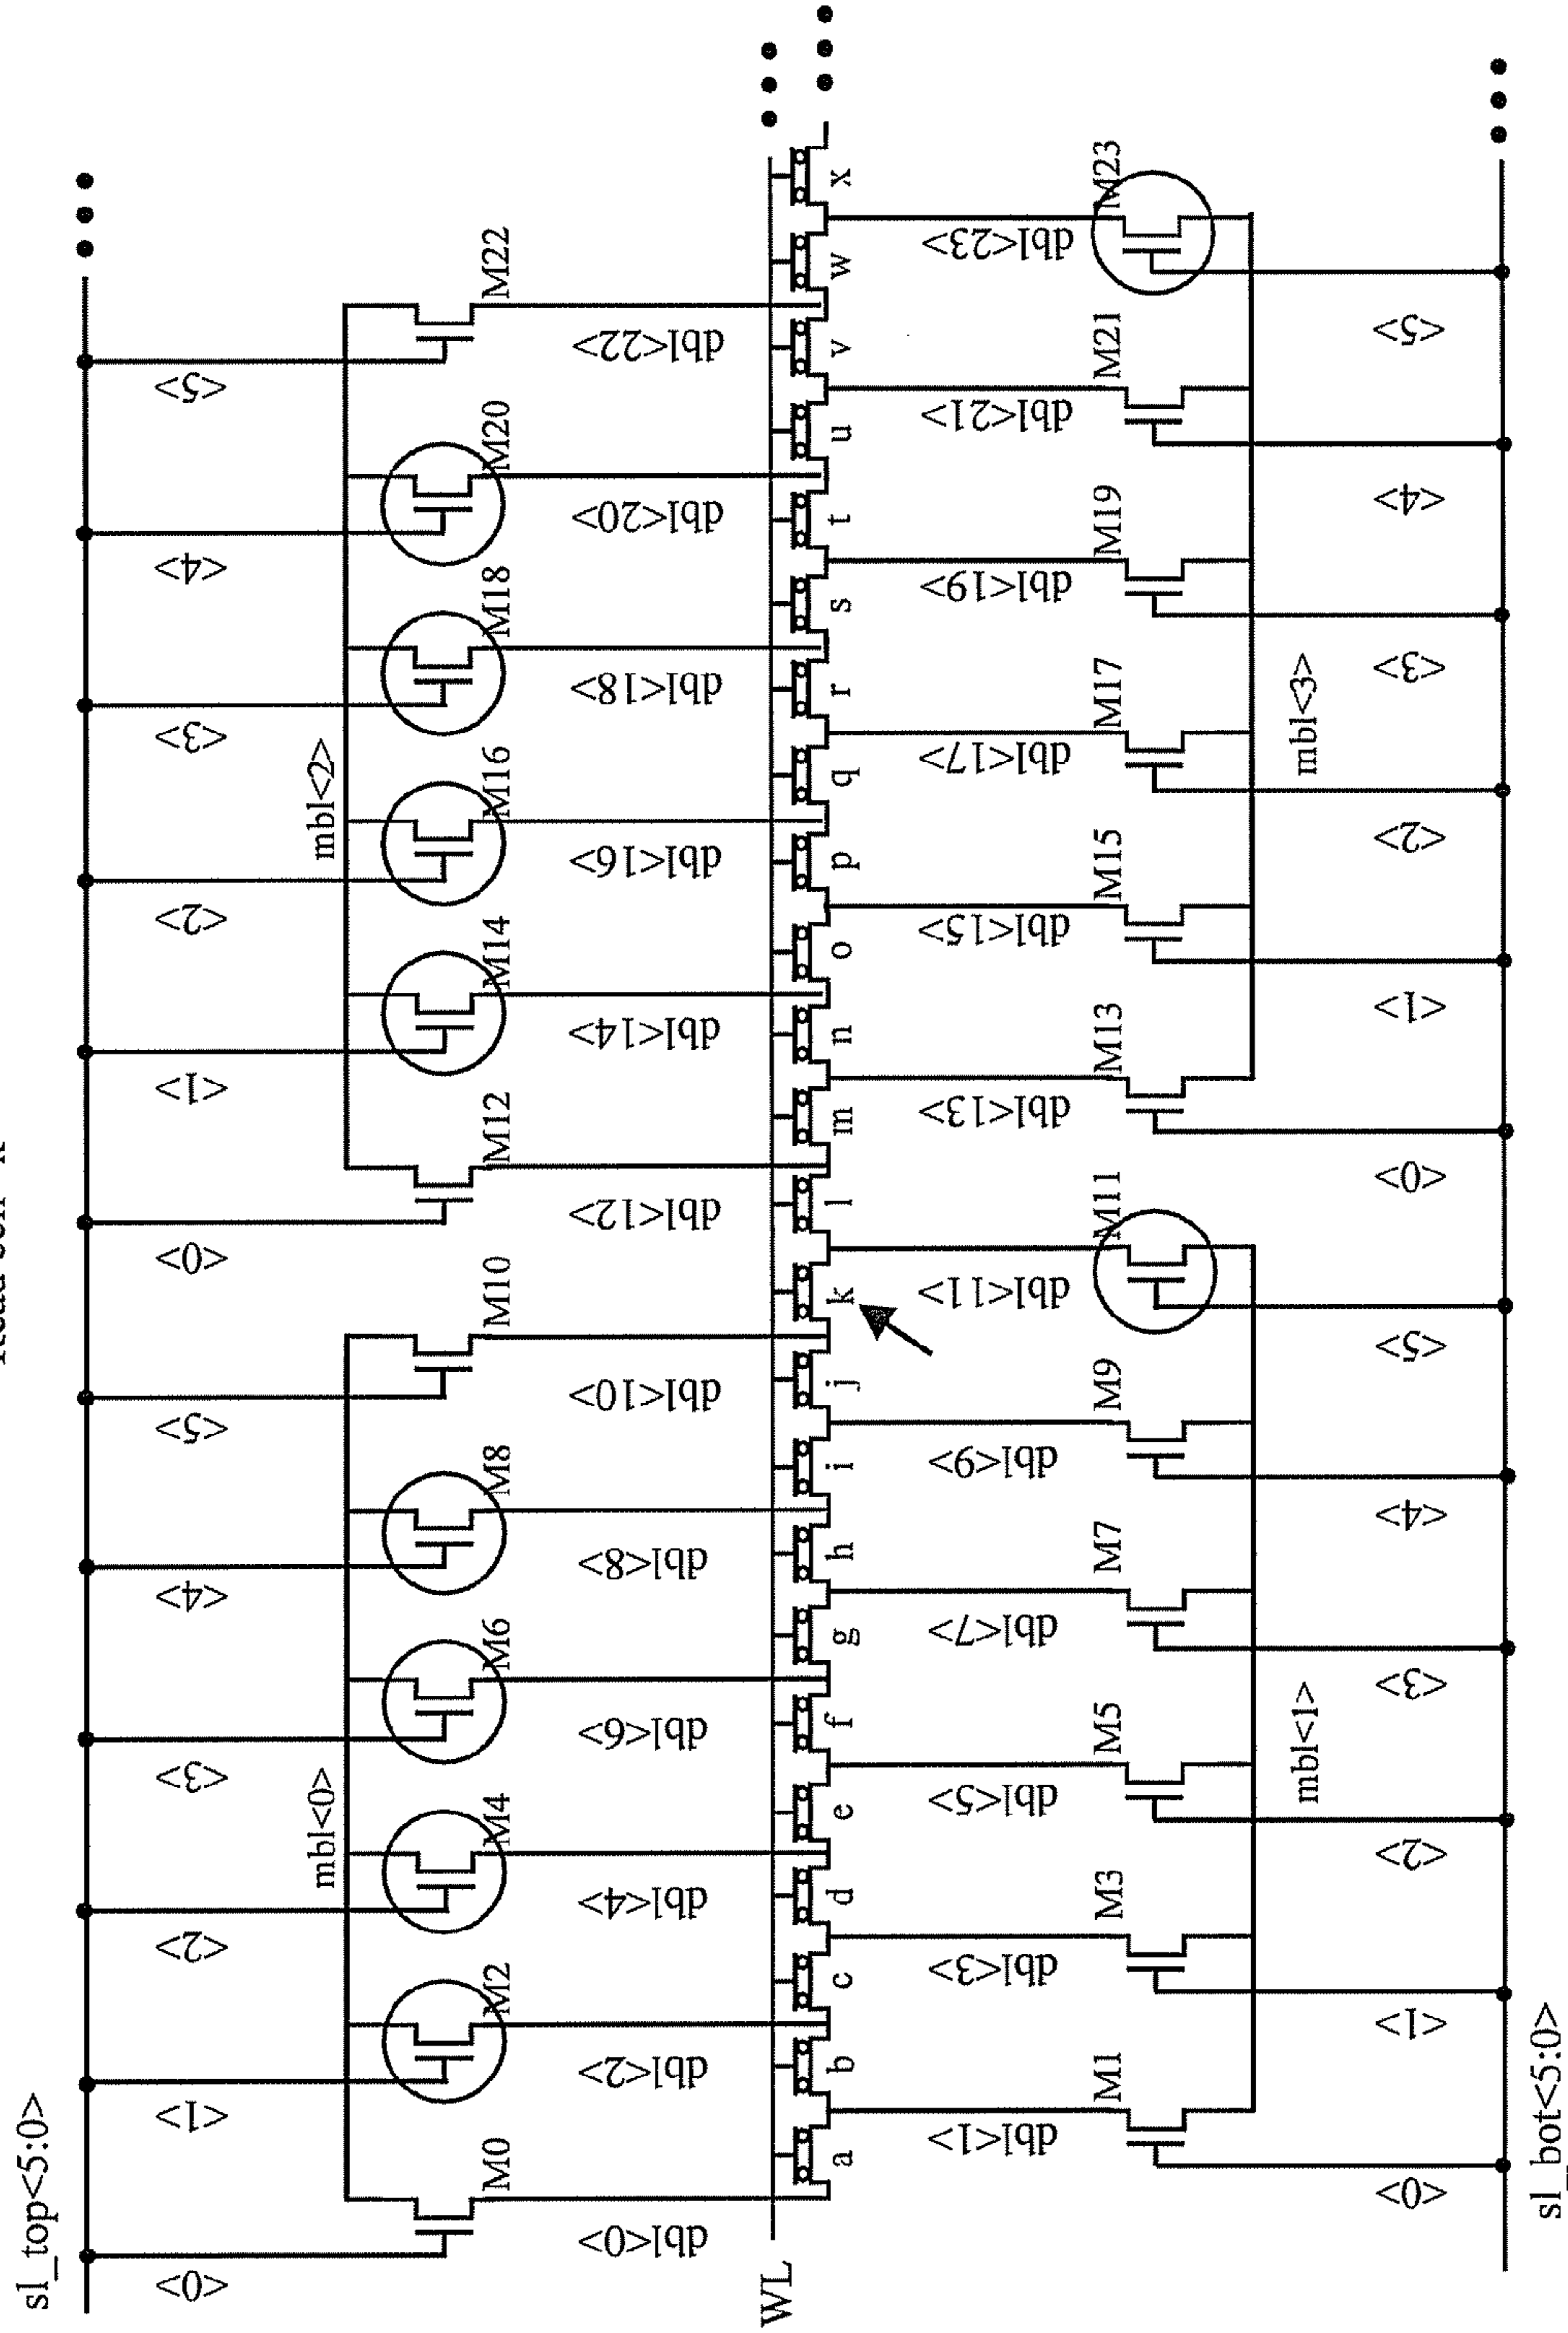 sl_top<5:0>
<0>
<1>
<2>
<3>
<4>
<5>
<0>
<1>
<2>
<3>
<4>
<5>
mbl<0>
mbl<2>
M0
M2
M4
M6
M8
M10
M12
M14
M16
M18
M20
M22
dbl<0>
dbl<2>
dbl<4>
dbl<6>
dbl<8>
dbl<10>
dbl<12>
dbl<14>
dbl<16>
dbl<18>
dbl<20>
dbl<22>
WL
a
b
c
d
e
f
g
h
i
j
k
l
m
n
o
p
q
r
s
t
u
v
w
x
dbl<1>
dbl<3>
dbl<5>
dbl<7>
dbl<9>
dbl<11>
dbl<13>
dbl<15>
dbl<17>
dbl<19>
dbl<21>
dbl<23>
M1
M3
M5
M7
M9
M11
M13
M15
M17
M19
M21
M23
mbl<1>
mbl<3>
<0>
<1>
<2>
<3>
<4>
<5>
<0>
<1>
<2>
<3>
<4>
<5>
sl_bot<5:0>